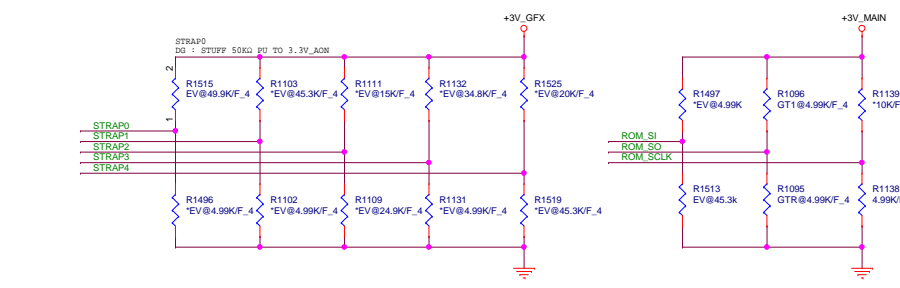 +3V_GFX
+3V_MAIN
STRAP0
DG : STUFF 50KΩ PU TO 3.3V_AON
2
R1515
EV@49.9K/F_4
R1103
*EV@45.3K/F_4
R1111
*EV@15K/F_4
R1132
*EV@34.8K/F_4
R1525
*EV@20K/F_4
R1497
*EV@4.99K
R1096
GT1@4.99K/F_4
R1139
*10K/F
1
STRAP0
STRAP1
STRAP2
STRAP3
STRAP4
ROM_SI
ROM_SO
ROM_SCLK
R1496
*EV@4.99K/F_4
R1102
*EV@4.99K/F_4
R1109
*EV@24.9K/F_4
R1131
*EV@4.99K/F_4
R1519
*EV@45.3K/F_4
R1513
EV@45.3k
R1095
GTR@4.99K/F_4
R1138
4.99K/